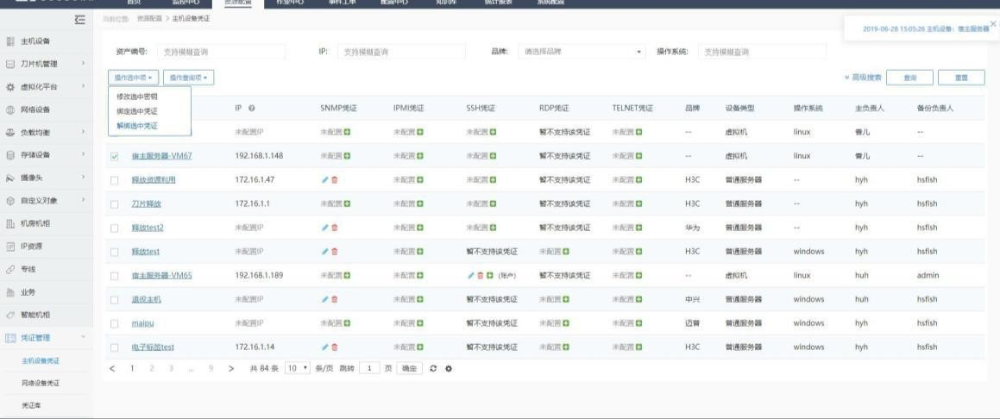 首页 监控中心 资源配置 作业中心 事件工单 配置中心 知识库 统计报表 系统配置
当前位置: 资源配置 > 主机设备凭证
2019-06-28 15:05:26 主机设备: 宿主服务器
主机设备
刀片机管理
虚拟化平台
网络设备
负载均衡
存储设备
摄像头
自定义对象
机房机柜
IP资源
专线
业务
智能机柜
凭证管理
主机设备凭证
网络设备凭证
凭证库
资产编号: 支持模糊查询 IP: 支持模糊查询 品牌: 请选择品牌 操作系统: 支持模糊查询
操作选中项 操作查询项 高级搜索 查询 重置
修改选中密钥
绑定选中凭证
解绑选中凭证
IP SNMP凭证 IPMI凭证 SSH凭证 RDP凭证 TELNET凭证 品牌 设备类型 操作系统 主负责人 备份负责人
未配置IP 未配置 未配置 未配置 暂不支持该凭证 未配置 -- 虚拟机 linux 香儿 --
宿主服务器-VM67 192.168.1.148 未配置 未配置 未配置 暂不支持该凭证 未配置 -- 虚拟机 linux 香儿 --
释放资源利用 172.16.1.47 未配置 未配置 暂不支持该凭证 未配置 H3C 普通服务器 -- hyh hsfish
刀片释放 172.16.1.1 未配置 未配置 未配置 暂不支持该凭证 未配置 H3C 普通服务器 -- hyh hsfish
释放test2 未配置IP 未配置 未配置 暂不支持该凭证 未配置 华为 普通服务器 -- hyh hsfish
释放test 未配置IP 未配置 暂不支持该凭证 未配置 未配置 H3C 普通服务器 windows hyh hsfish
宿主服务器-VM65 192.168.1.189 未配置 未配置 (账户) 暂不支持该凭证 未配置 -- 虚拟机 linux huh admin
退役主机 未配置IP 未配置 暂不支持该凭证 未配置 未配置 中兴 普通服务器 windows huh hsfish
maipu 未配置IP 未配置 未配置 暂不支持该凭证 未配置 未配置 迈普 普通服务器 windows hyh hsfish
电子标签test 172.16.1.14 未配置 暂不支持该凭证 未配置 未配置 H3C 普通服务器 windows hyh hsfish
< 1 2 3 ... 9 > 共 84 条 10 条/页 跳转 1 页 确定